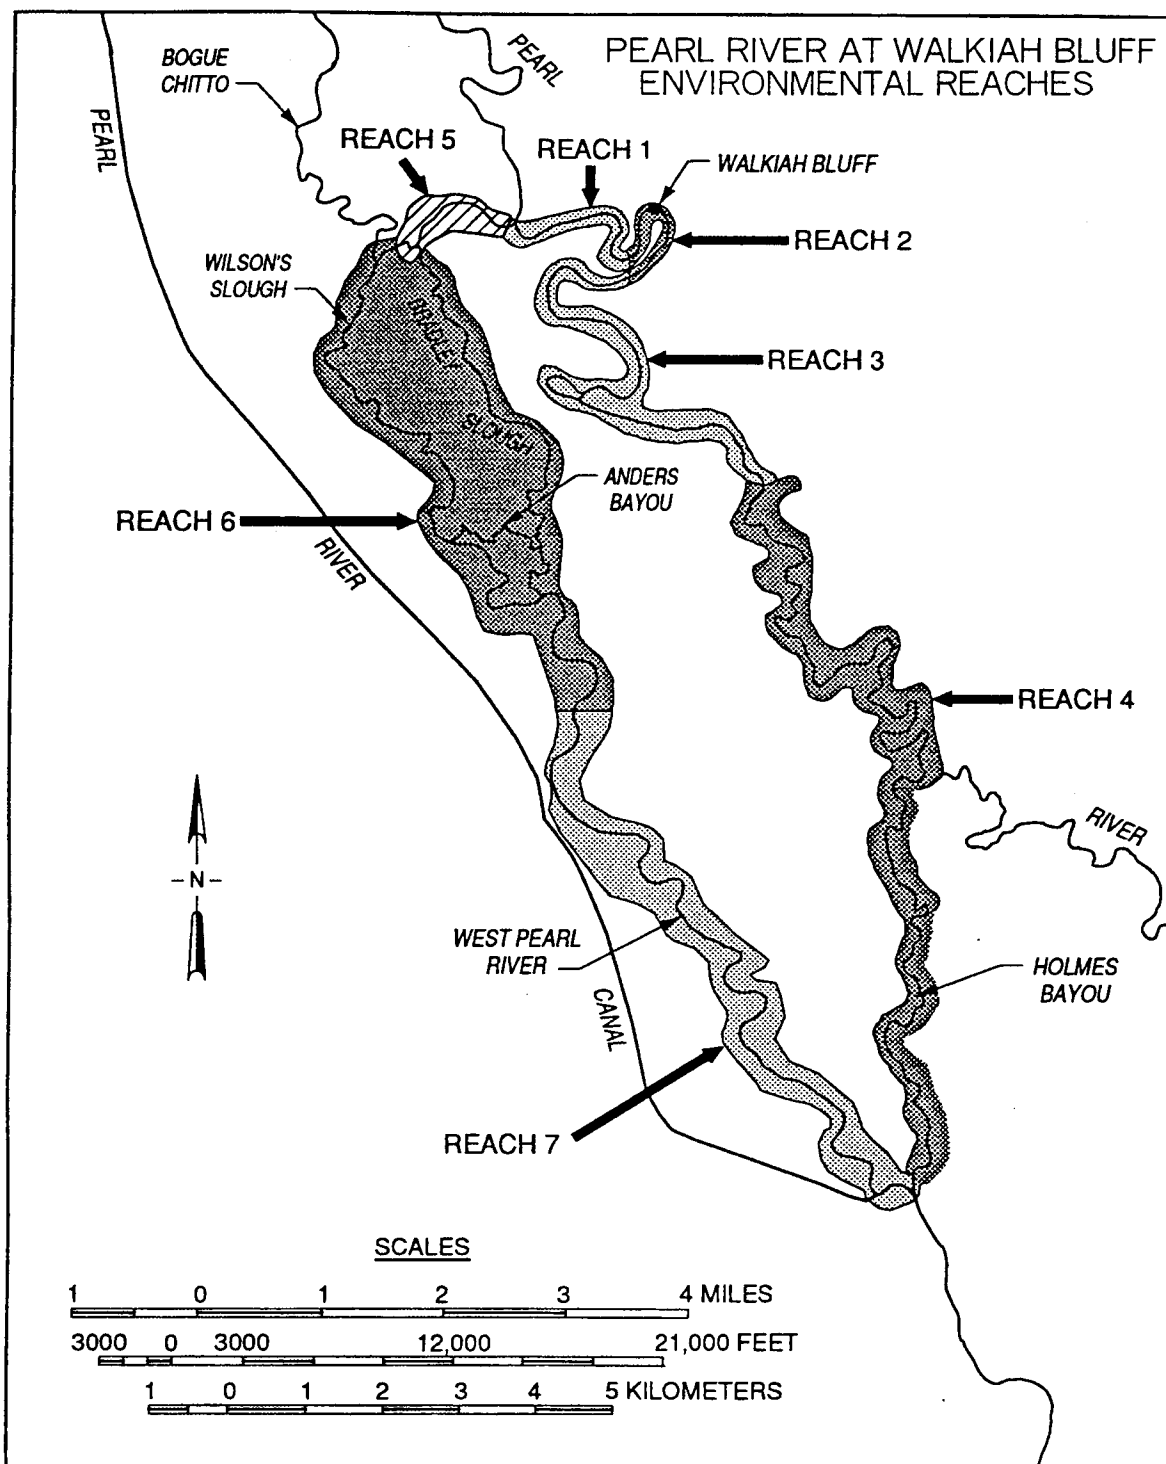 PEARL RIVER AT WALKIAH BLUFF
ENVIRONMENTAL REACHES
BOGUE
CHITTO
PEARL
PEARL
REACH 5
REACH 1
WALKIAH BLUFF
REACH 2
WILSON'S
SLOUGH
BRADLEY
SLOUGH
REACH 3
ANDERS
BAYOU
REACH 6
RIVER
REACH 4
RIVER
N
WEST PEARL
RIVER
HOLMES
BAYOU
CANAL
REACH 7
SCALES
1 0 1 2 3 4 MILES
3000 0 3000 12,000 21,000 FEET
1 0 1 2 3 4 5 KILOMETERS